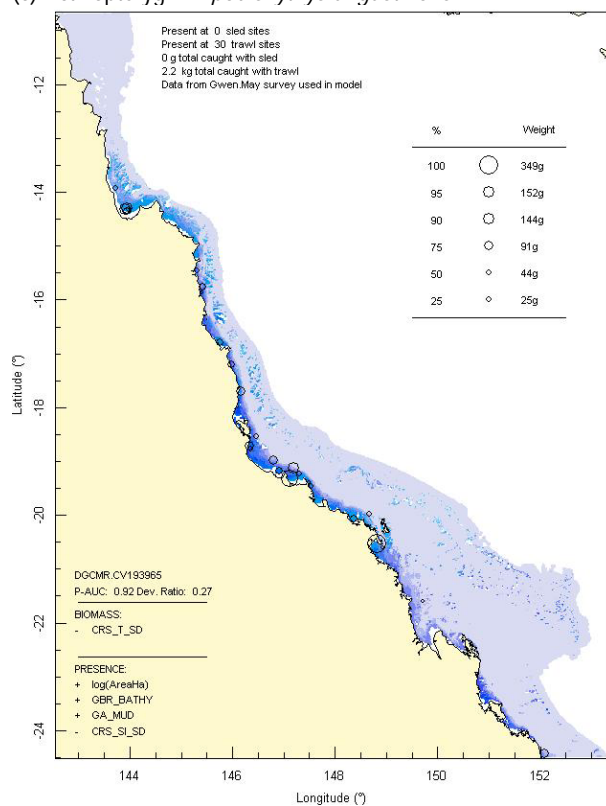 Present at 0 sled sites
Present at 30 trawl sites
0 g total caught with sled
2.2 kg total caught with trawl
Data from Gwen.May survey used in model
% Weight
100 349g
95 152g
90 144g
75 91g
50 44g
25 25g
-12
-14
-16
-18
-20
-22
-24
Latitude (°)
DGCMR.CV193965
P-AUC: 0.92 Dev. Ratio: 0.27
BIOMASS:
- CRS_T_SD
PRESENCE:
+ log(AreaHa)
+ GBR_BATHY
+ GA_MUD
- CRS_SI_SD
144 146 148 150 152
Longitude (°)